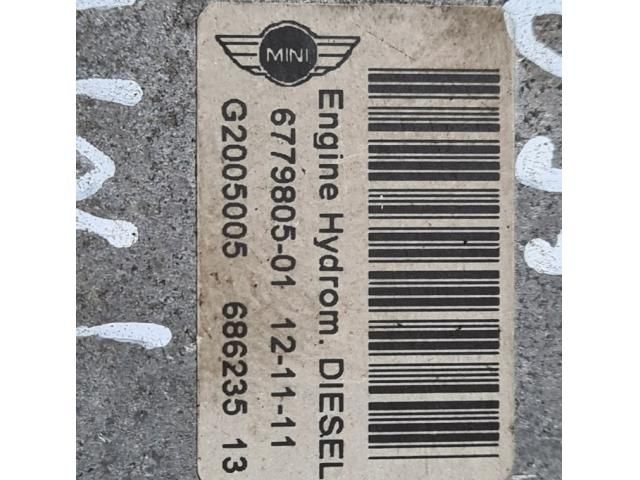 MINI
Engine Hydrom. DIESEL
6779805-01 12-11-11
G2005005 686235 13